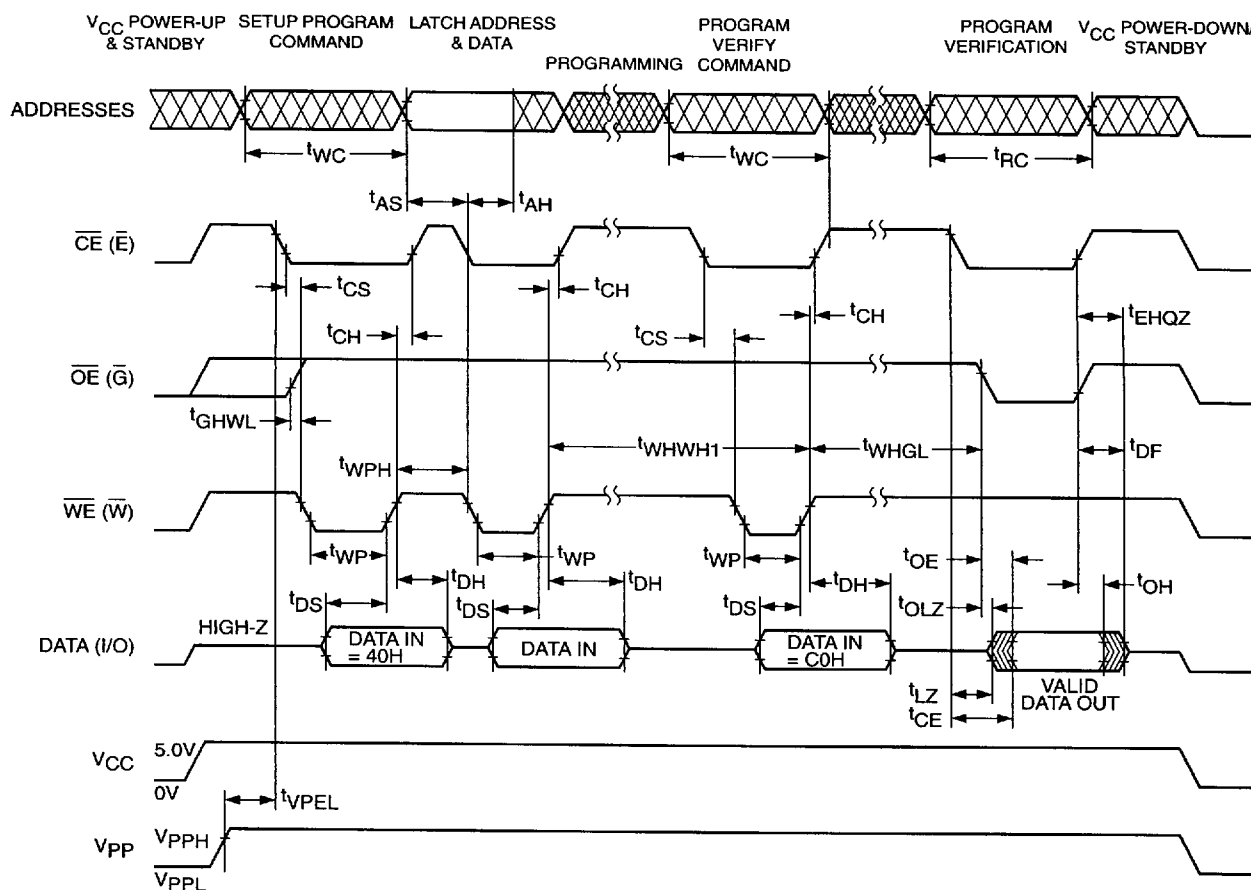 VCC POWER-UP
& STANDBY
SETUP PROGRAM
COMMAND
LATCH ADDRESS
& DATA
PROGRAMMING
PROGRAM
VERIFY
COMMAND
PROGRAM
VERIFICATION
VCC POWER-DOWN/
STANDBY
ADDRESSES
tWC
tWC
tRC
tAS
tAH
CE (E)
tCS
tCH
tCH
tCS
tCH
tEHQZ
OE (G)
tGHWL
tWPH
tWHWH1
tWHGL
tDF
WE (W)
tWP
tWP
tWP
tOE
tDH
tDH
tDH
tOH
tDS
tDS
tDS
tOLZ
DATA (I/O)
HIGH-Z
DATA IN
= 40H
DATA IN
DATA IN
= C0H
VALID
DATA OUT
tLZ
tCE
VCC
5.0V
0V
tVPEL
VPP
VPPH
VPPL